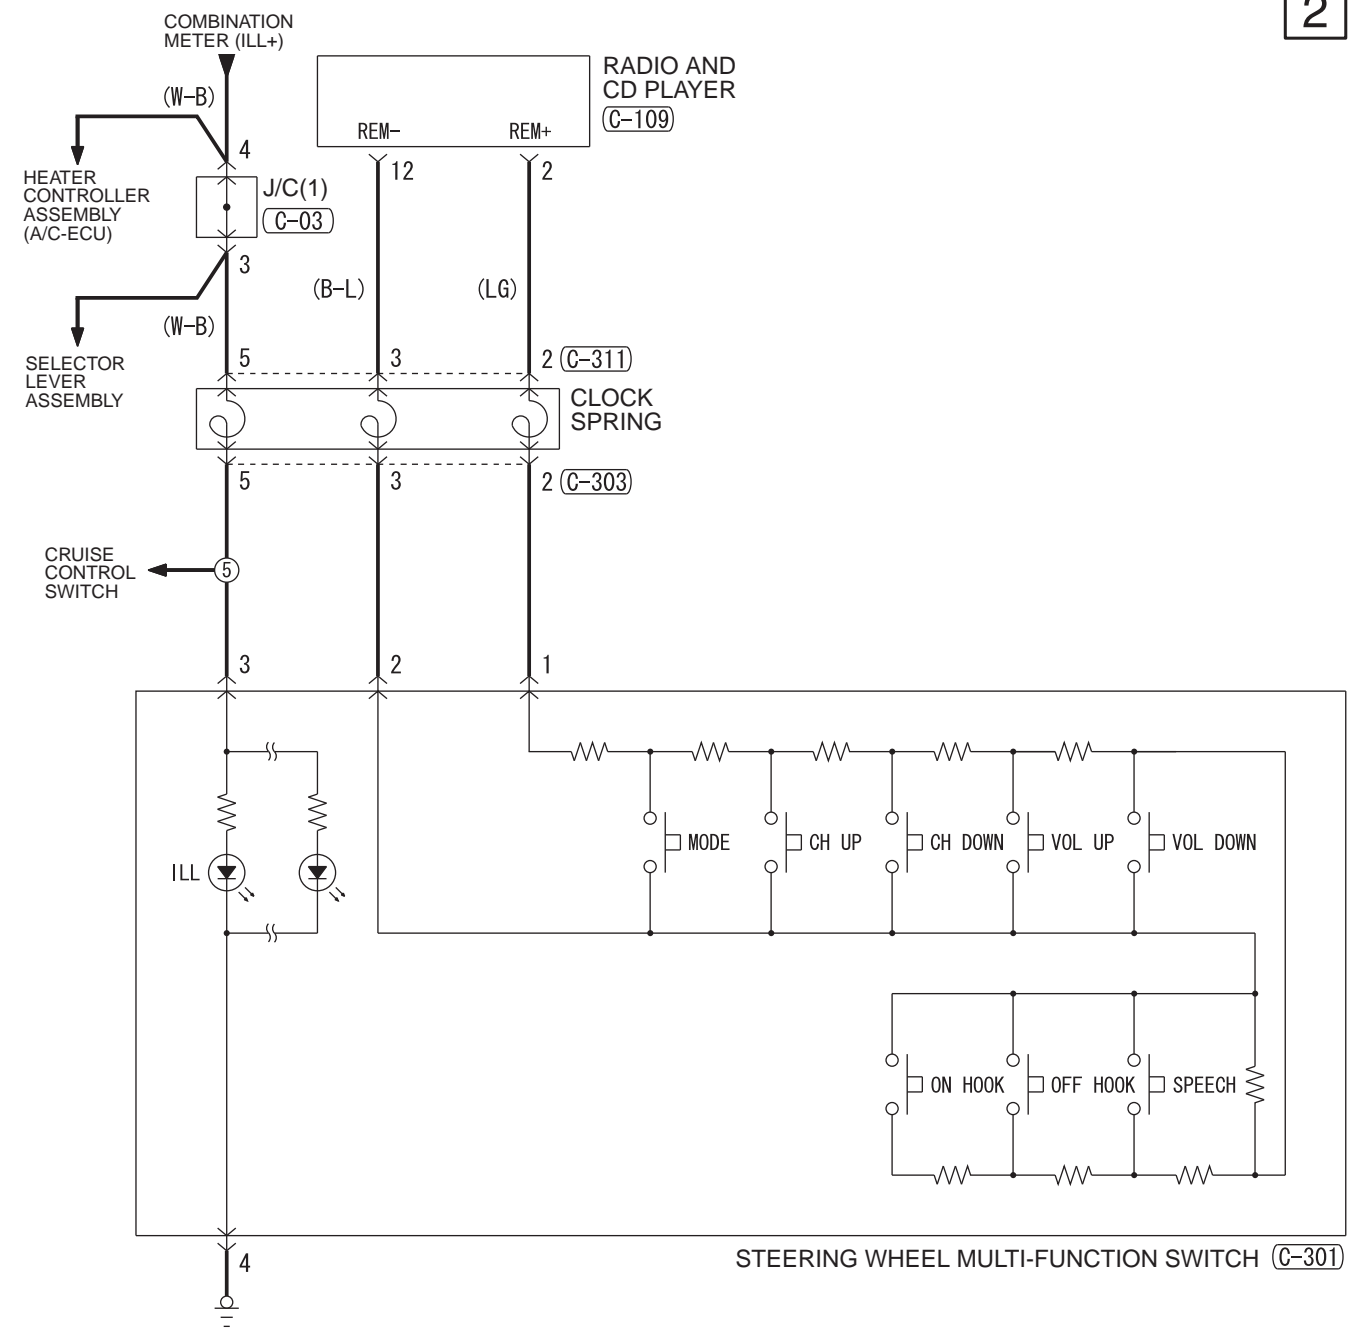 2
COMBINATION
METER (ILL+)
RADIO AND
CD PLAYER
C-109
(W-B)
REM-
REM+
4
12
2
HEATER
CONTROLLER
ASSEMBLY
(A/C-ECU)
J/C(1)
C-03
3
(B-L)
(LG)
(W-B)
SELECTOR
LEVER
ASSEMBLY
5
3
2
C-311
CLOCK
SPRING
5
3
2
C-303
CRUISE
CONTROL
SWITCH
5
3
2
1
ILL
MODE
CH UP
CH DOWN
VOL UP
VOL DOWN
ON HOOK
OFF HOOK
SPEECH
STEERING WHEEL MULTI-FUNCTION SWITCH C-301
4